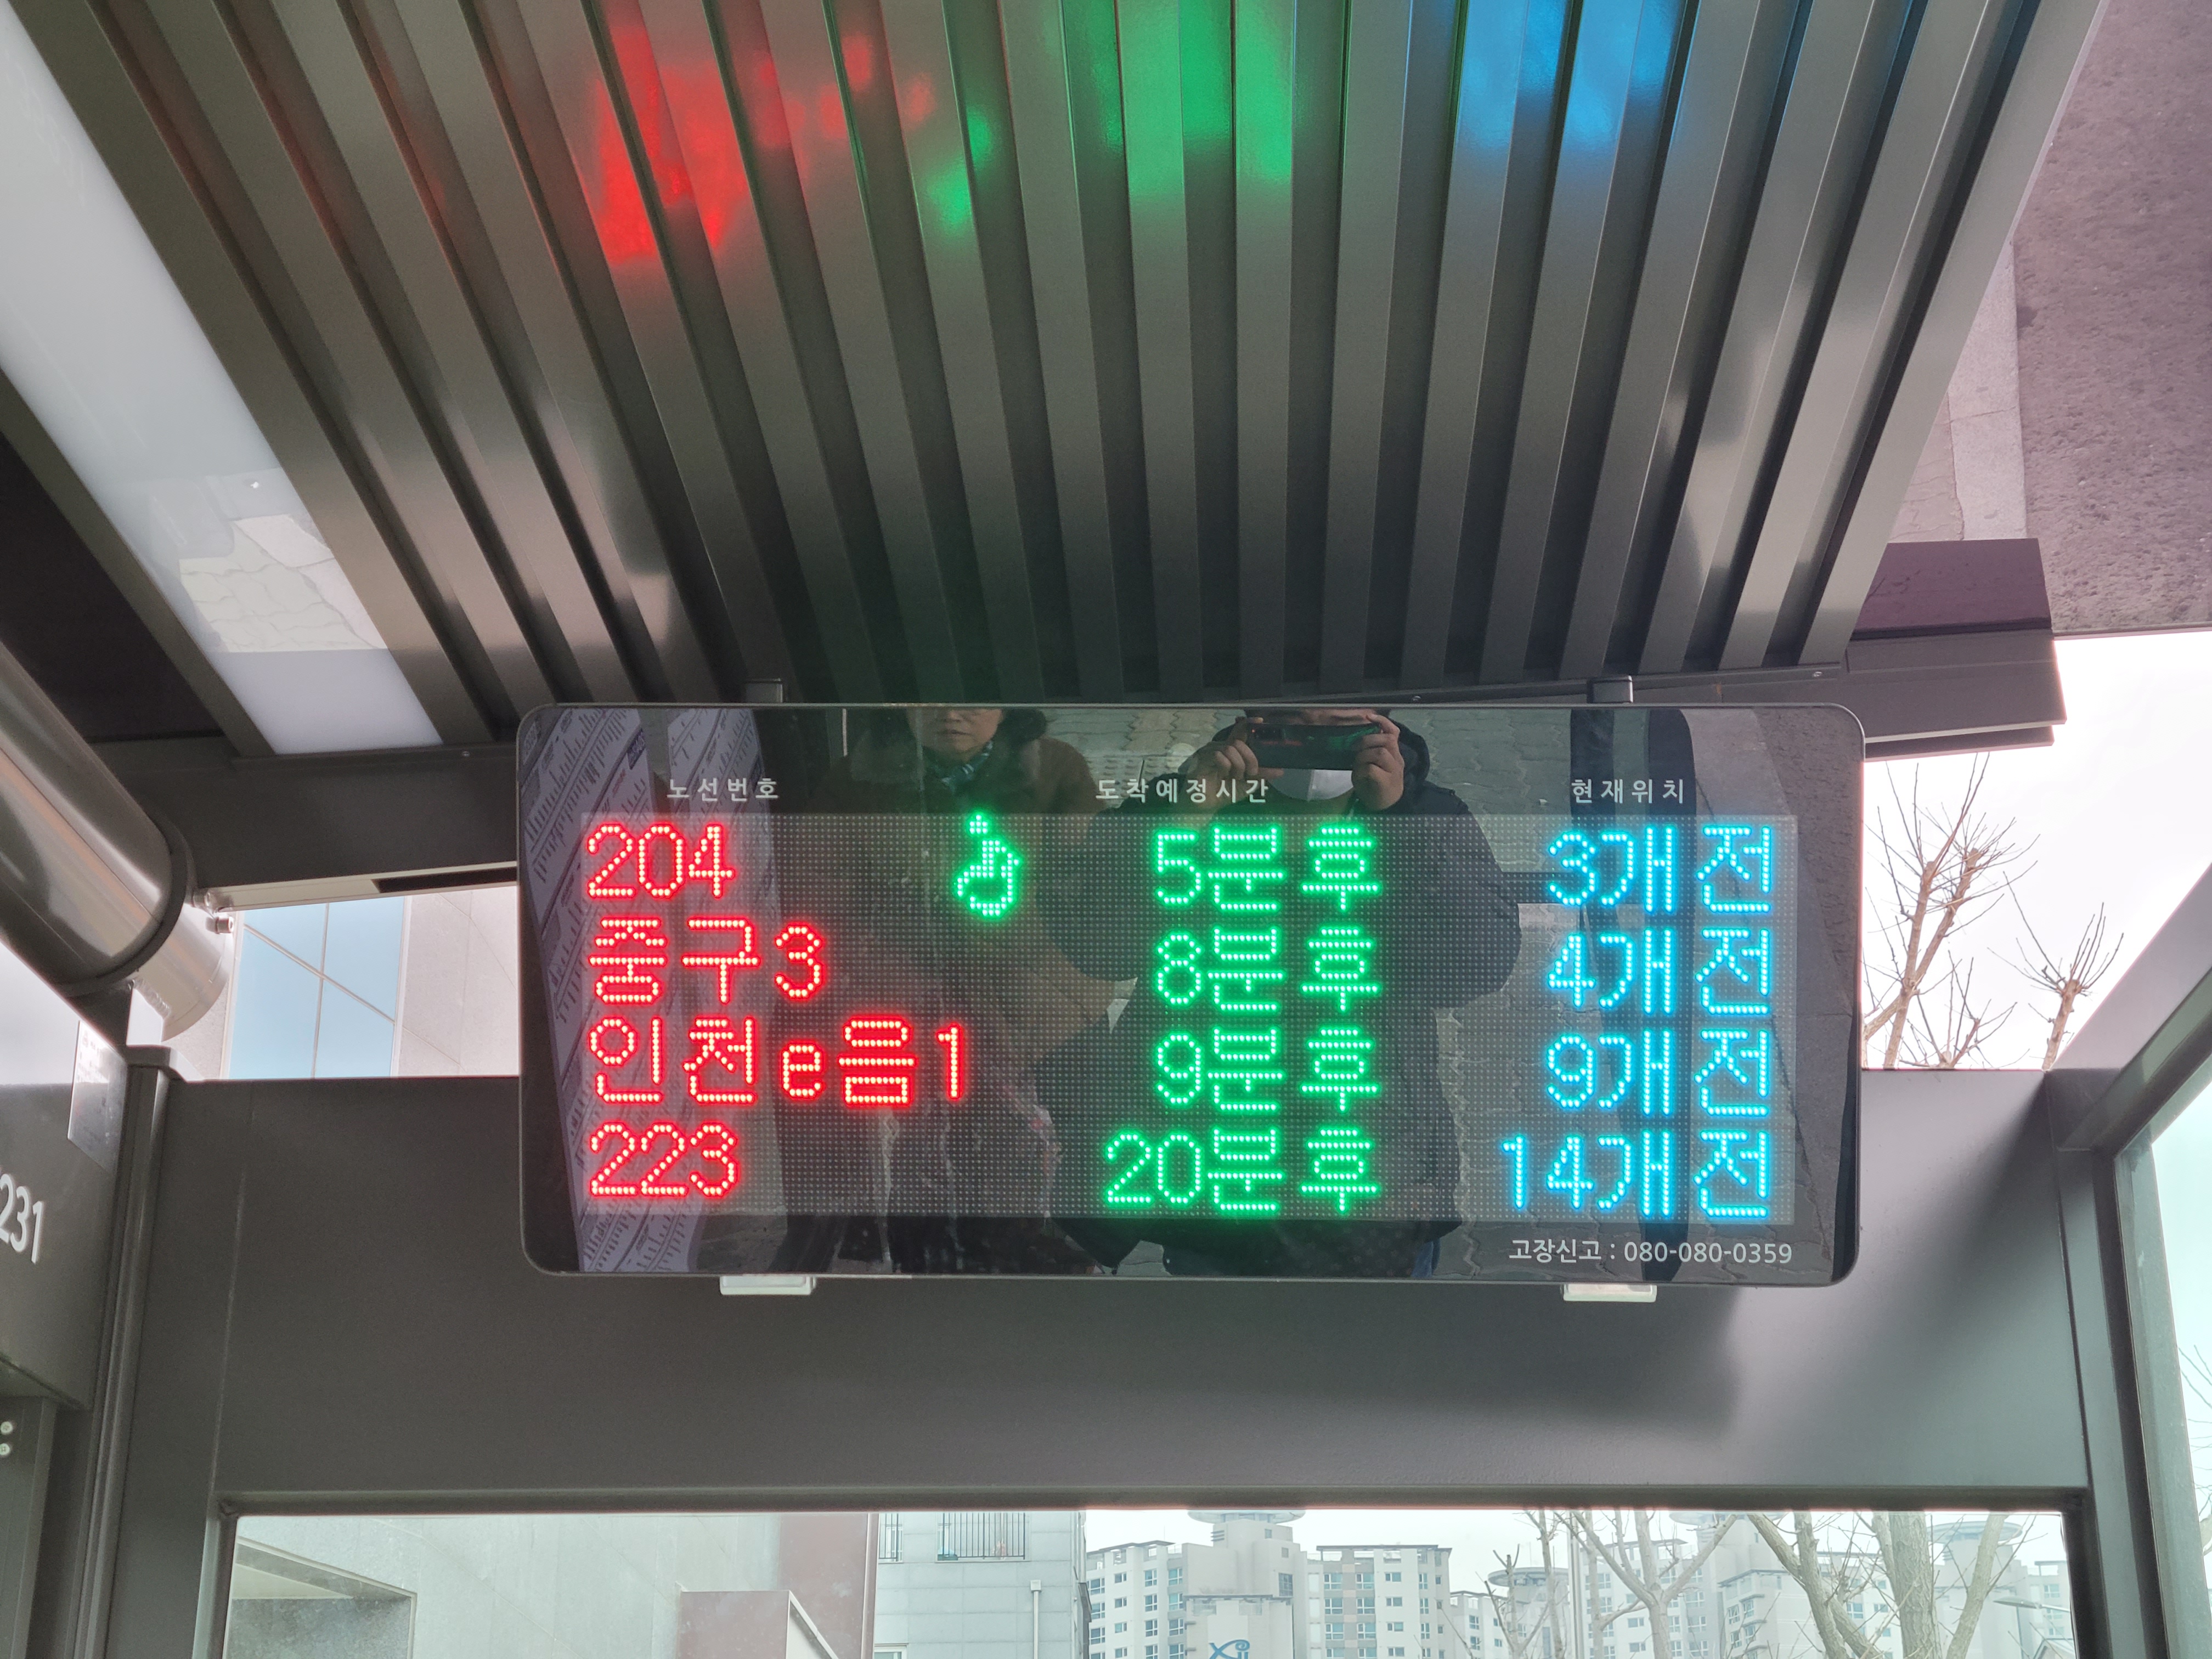 노선번호 도착예정시간 현재위치
204 5분 후 3개 전
중구3 8분 후 4개 전
인천e음1 9분 후 9개 전
223 20분 후 14개 전
고장신고 : 080-080-0359
231